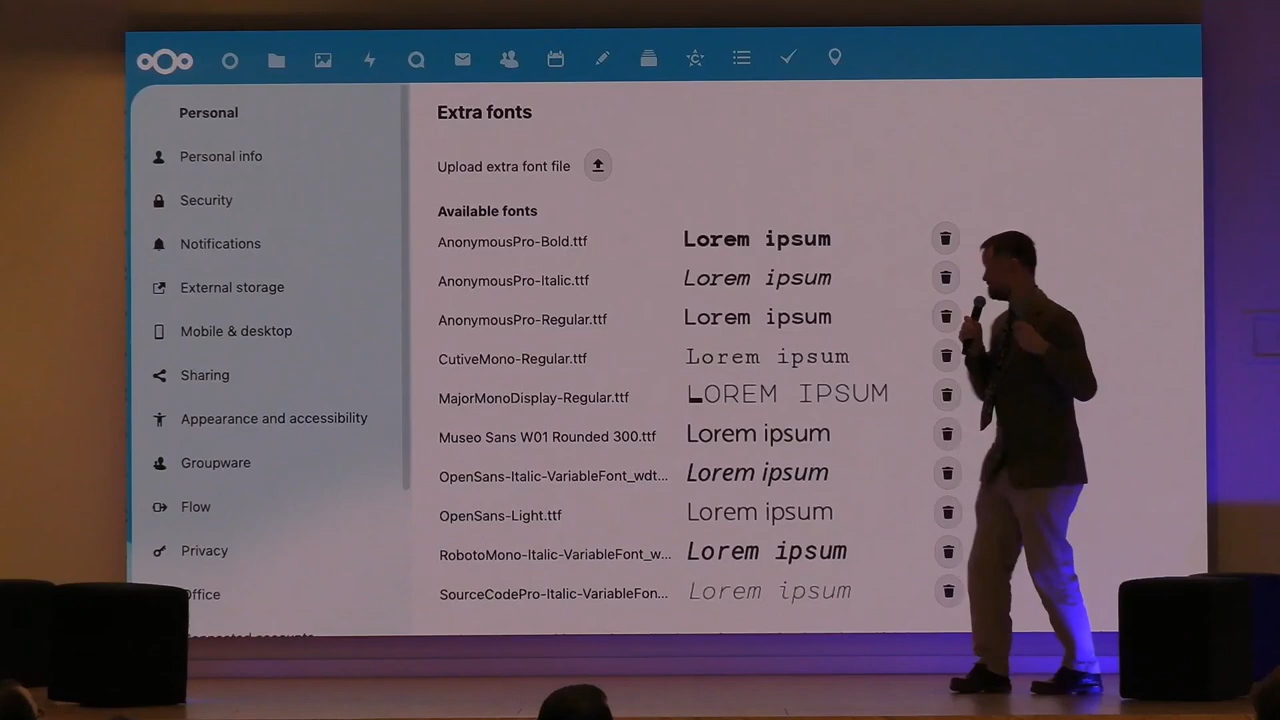 Personal
Personal info
Security
Notifications
External storage
Mobile & desktop
Sharing
Appearance and accessibility
Groupware
Flow
Privacy
Office
Extra fonts
Upload extra font file
Available fonts
AnonymousPro-Bold.ttf Lorem ipsum
AnonymousPro-Italic.ttf Lorem ipsum
AnonymousPro-Regular.ttf Lorem ipsum
CutiveMono-Regular.ttf Lorem ipsum
MajorMonoDisplay-Regular.ttf LOREM IPSUM
Museo Sans W01 Rounded 300.ttf Lorem ipsum
OpenSans-Italic-VariableFont_wdt... Lorem ipsum
OpenSans-Light.ttf Lorem ipsum
RobotoMono-Italic-VariableFont_w... Lorem ipsum
SourceCodePro-Italic-VariableFon... Lorem ipsum